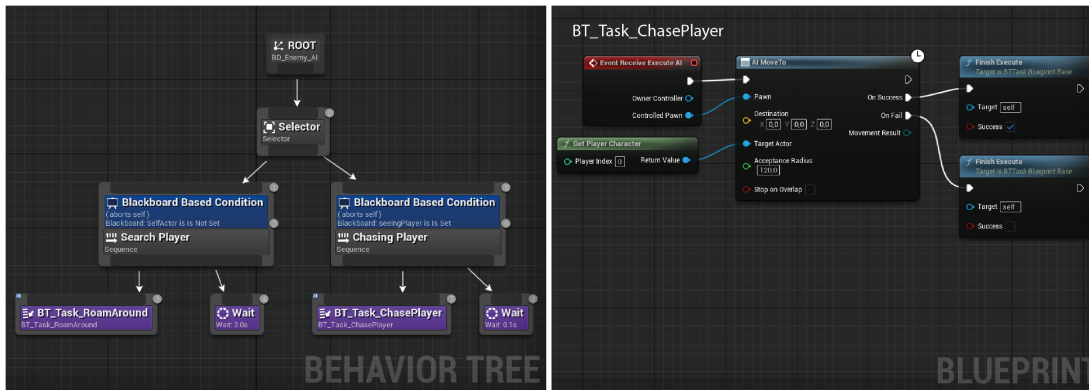 ROOT
BD_Enemy_AI
Selector
Selector
Blackboard Based Condition
( aborts self )
Blackboard: SelfActor is Is Not Set
Search Player
Sequence
Blackboard Based Condition
( aborts self )
Blackboard: seeingPlayer is Is Set
Chasing Player
Sequence
BT_Task_RoamAround
BT_Task_RoamAround
Wait
Wait: 3.0s
BT_Task_ChasePlayer
BT_Task_ChasePlayer
Wait
Wait: 0.1s
BEHAVIOR TREE
BT_Task_ChasePlayer
Event Receive Execute AI
Owner Controller
Controlled Pawn
Get Player Character
Player Index 0
Return Value
AI MoveTo
Pawn
On Success
Destination
X 0,0 Y 0,0 Z 0,0
On Fail
Movement Result
Target Actor
Acceptance Radius
120,0
Stop on Overlap
Finish Execute
Target is BTTask Blueprint Base
Target self
Success
Finish Execute
Target is BTTask Blueprint Base
Target self
Success
BLUEPRINT